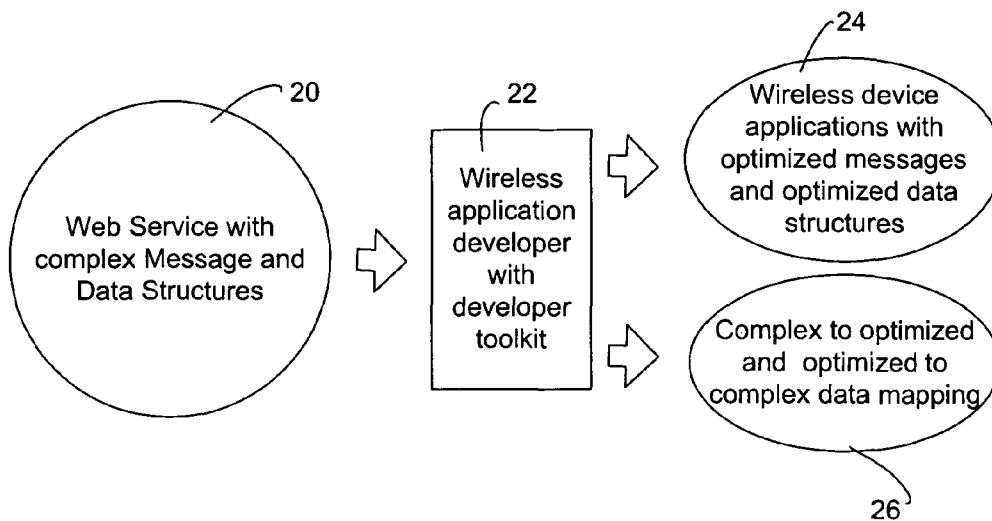 20
Web Service with
complex Message and
Data Structures
22
Wireless
application
developer
with
developer
toolkit
24
Wireless device
applications with
optimized messages
and optimized data
structures
Complex to optimized
and optimized to
complex data mapping
26